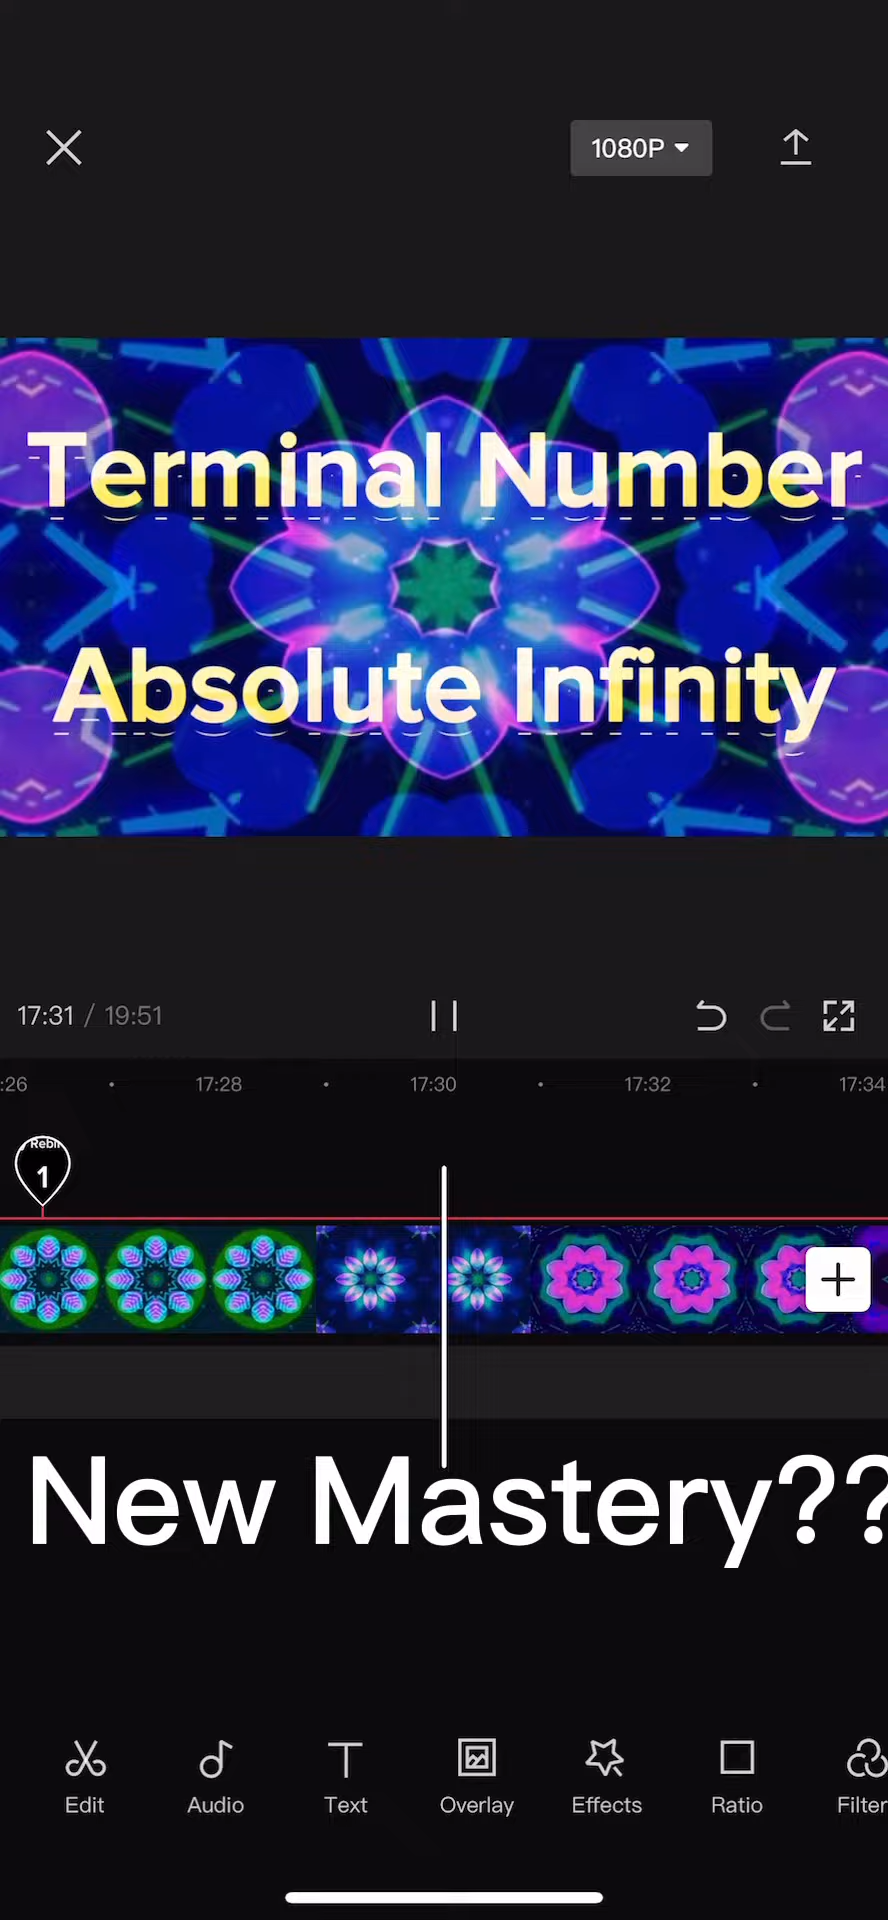 1080P
Terminal Number
Absolute Infinity
17:31 / 19:51
:26
17:28
17:30
17:32
17:34
1
New Mastery??
Edit
Audio
Text
Overlay
Effects
Ratio
Filter